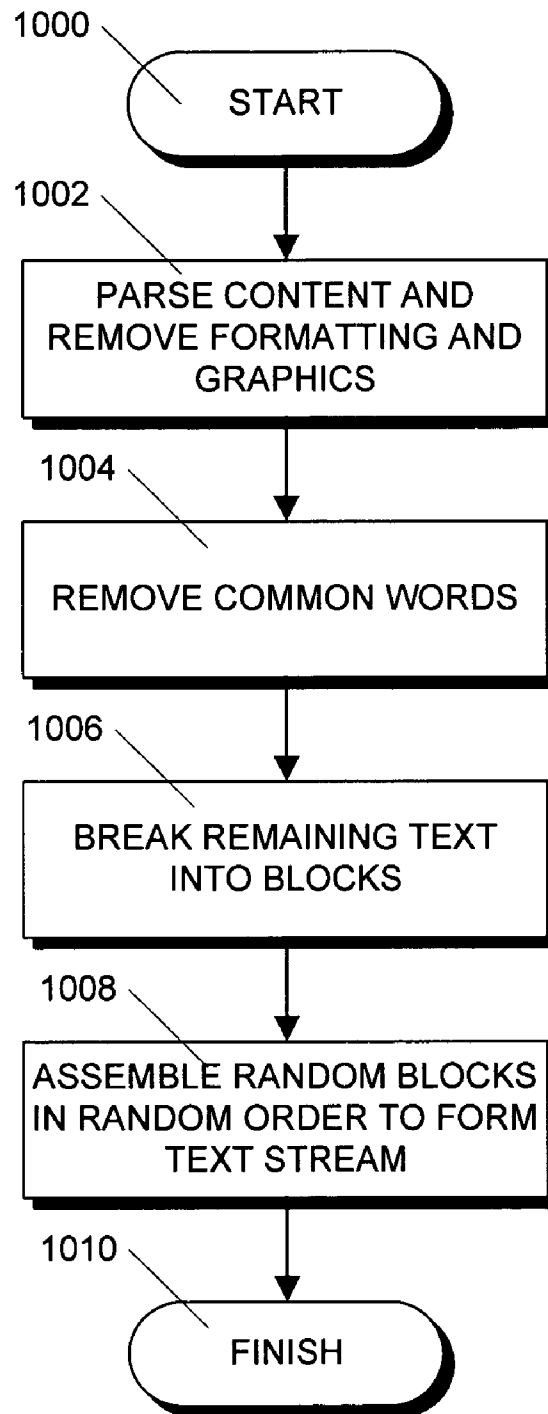 1000
START
1002
PARSE CONTENT AND
REMOVE FORMATTING AND
GRAPHICS
1004
REMOVE COMMON WORDS
1006
BREAK REMAINING TEXT
INTO BLOCKS
1008
ASSEMBLE RANDOM BLOCKS
IN RANDOM ORDER TO FORM
TEXT STREAM
1010
FINISH